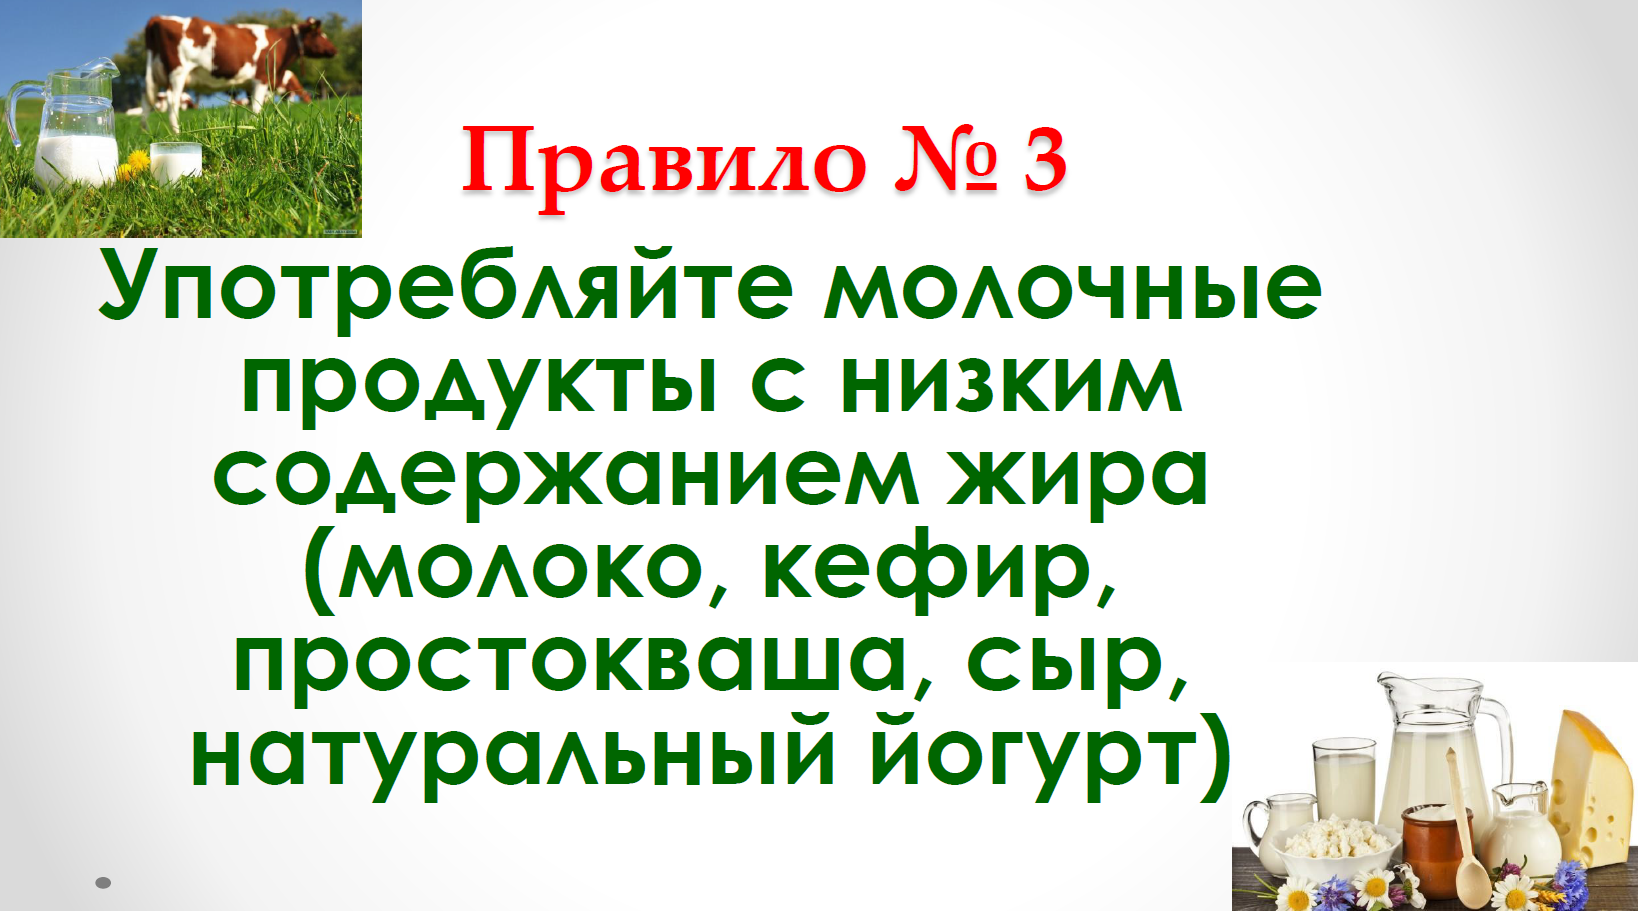 Правило № 3
Употребляйте молочные
продукты с низким
содержанием жира
(молоко, кефир,
простокваша, сыр,
натуральный йогурт)